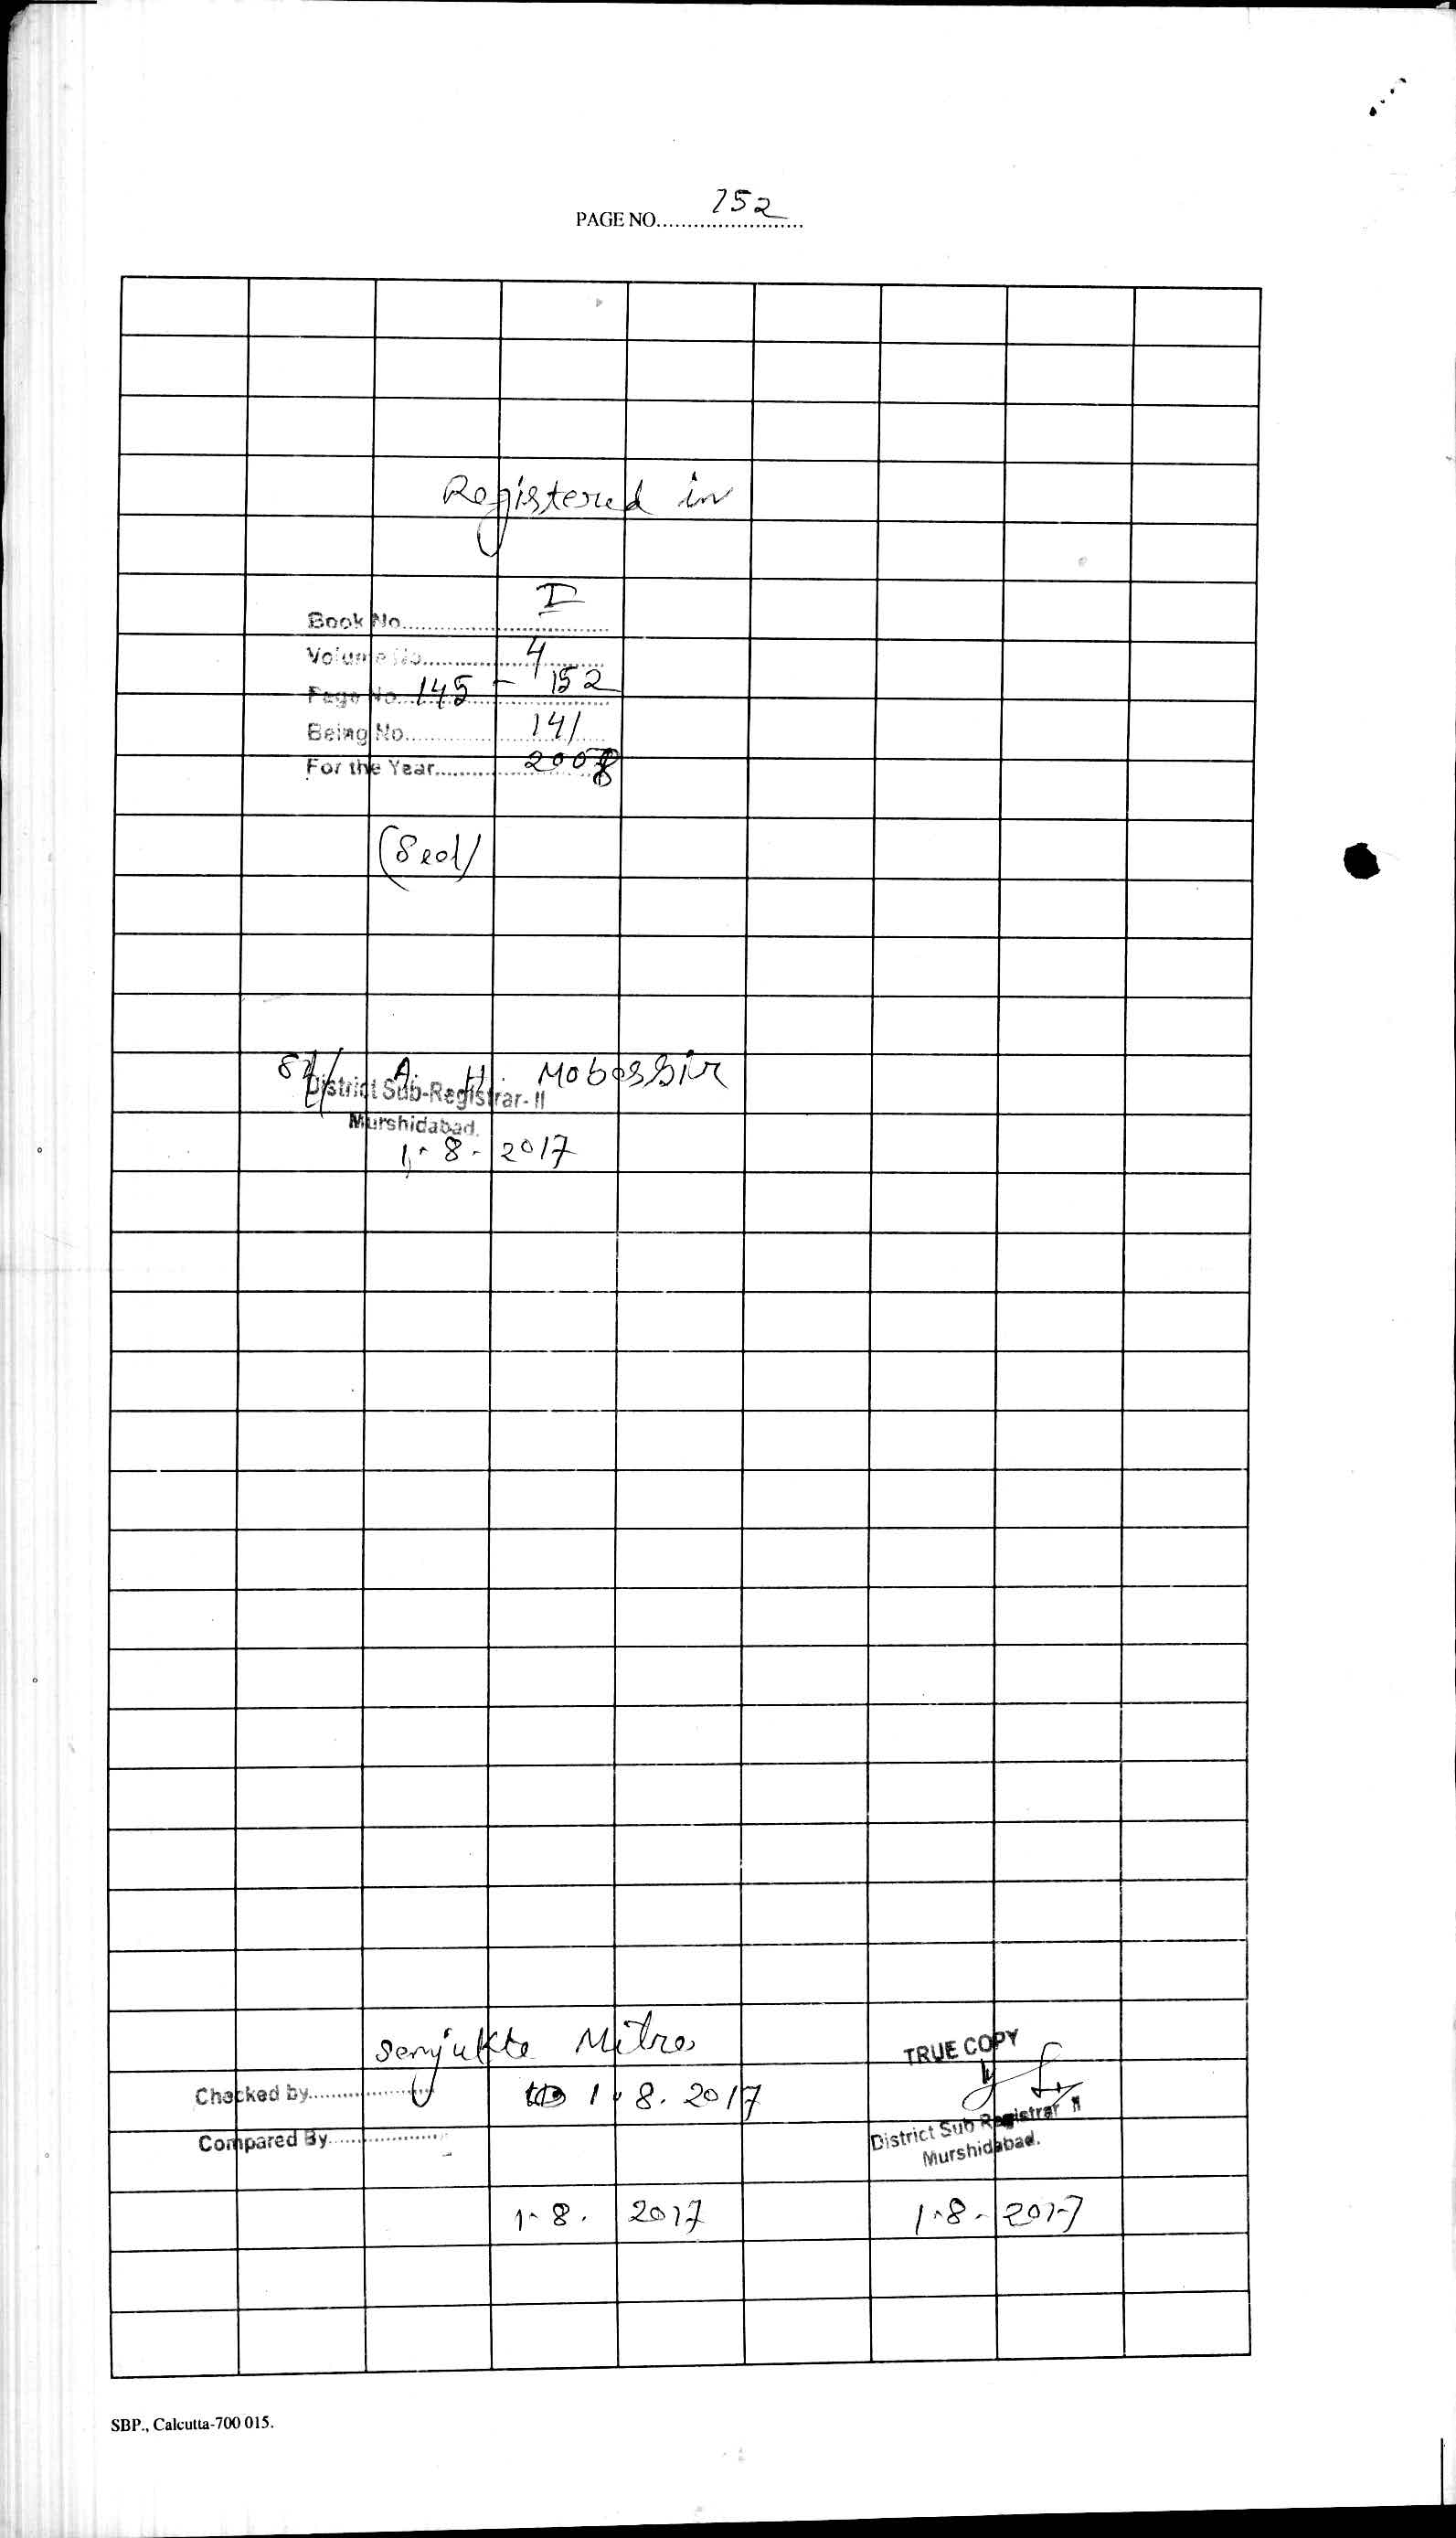 PAGE NO. 152
Registered in
Book No. I
Volume No. 4
Page No. 145 - 152
Being No. 141
For the Year
(Seal)
Sd/ A. H. Mobassir
District Sub-Registrar-II
Murshidabad.
1-8-2017
Sanjukta Mitra
Checked by 1.8.2017
Compared By
1-8.2017
TRUE COPY
District Sub Registrar II
Murshidabad.
1-8-2017
SBP., Calcutta-700 015.